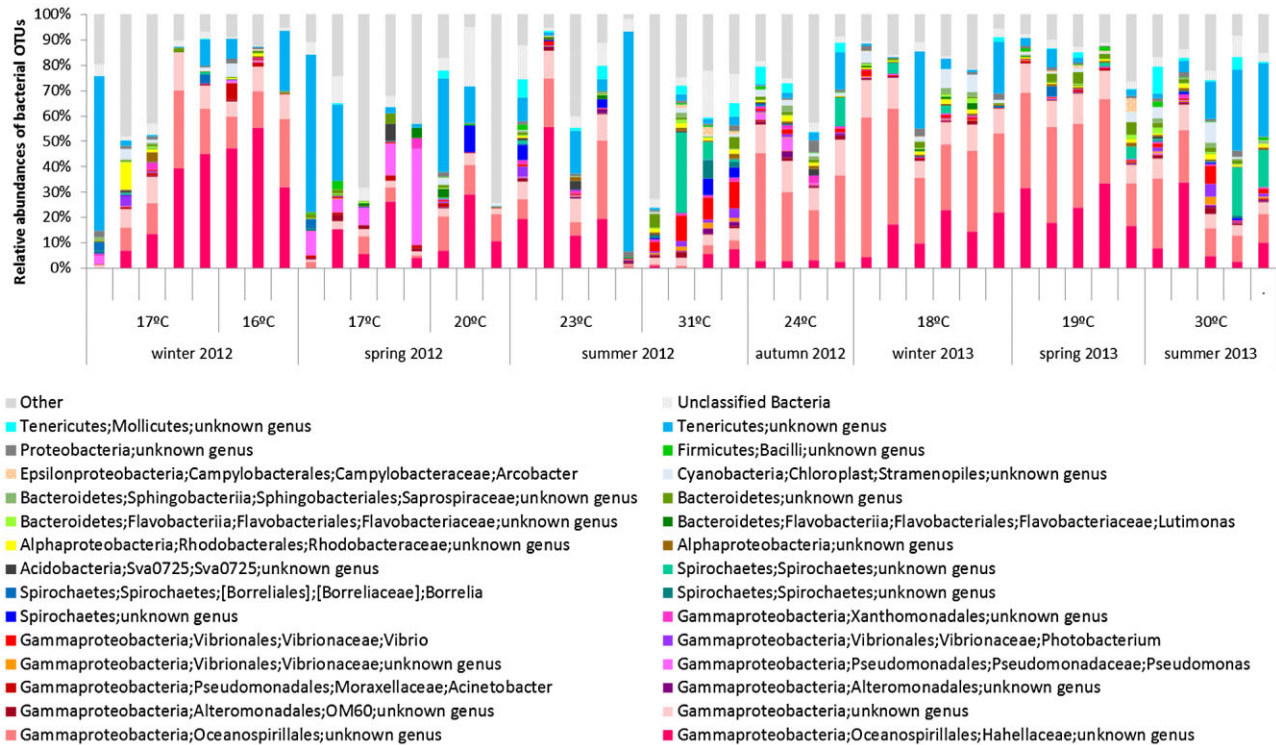 Relative abundances of bacterial OTUs
100%
90%
80%
70%
60%
50%
40%
30%
20%
10%
0%
17ºC 16ºC 17ºC 20ºC 23ºC 31ºC 24ºC 18ºC 19ºC 30ºC
winter 2012 spring 2012 summer 2012 autumn 2012 winter 2013 spring 2013 summer 2013
Other Unclassified Bacteria
Tenericutes;Mollicutes;unknown genus Tenericutes;unknown genus
Proteobacteria;unknown genus Firmicutes;Bacilli;unknown genus
Epsilonproteobacteria;Campylobacterales;Campylobacteraceae;Arcobacter Cyanobacteria;Chloroplast;Stramenopiles;unknown genus
Bacteroidetes;Sphingobacteriia;Sphingobacteriales;Saprospiraceae;unknown genus Bacteroidetes;unknown genus
Bacteroidetes;Flavobacteriia;Flavobacteriales;Flavobacteriaceae;unknown genus Bacteroidetes;Flavobacteriia;Flavobacteriales;Flavobacteriaceae;Lutimonas
Alphaproteobacteria;Rhodobacterales;Rhodobacteraceae;unknown genus Alphaproteobacteria;unknown genus
Acidobacteria;Sva0725;Sva0725;unknown genus Spirochaetes;Spirochaetes;unknown genus
Spirochaetes;Spirochaetes;[Borreliales];[Borreliaceae];Borrelia Spirochaetes;Spirochaetes;unknown genus
Spirochaetes;unknown genus Gammaproteobacteria;Xanthomonadales;unknown genus
Gammaproteobacteria;Vibrionales;Vibrionaceae;Vibrio Gammaproteobacteria;Vibrionales;Vibrionaceae;Photobacterium
Gammaproteobacteria;Vibrionales;Vibrionaceae;unknown genus Gammaproteobacteria;Pseudomonadales;Pseudomonadaceae;Pseudomonas
Gammaproteobacteria;Pseudomonadales;Moraxellaceae;Acinetobacter Gammaproteobacteria;Alteromonadales;unknown genus
Gammaproteobacteria;Alteromonadales;OM60;unknown genus Gammaproteobacteria;unknown genus
Gammaproteobacteria;Oceanospirillales;unknown genus Gammaproteobacteria;Oceanospirillales;Hahellaceae;unknown genus